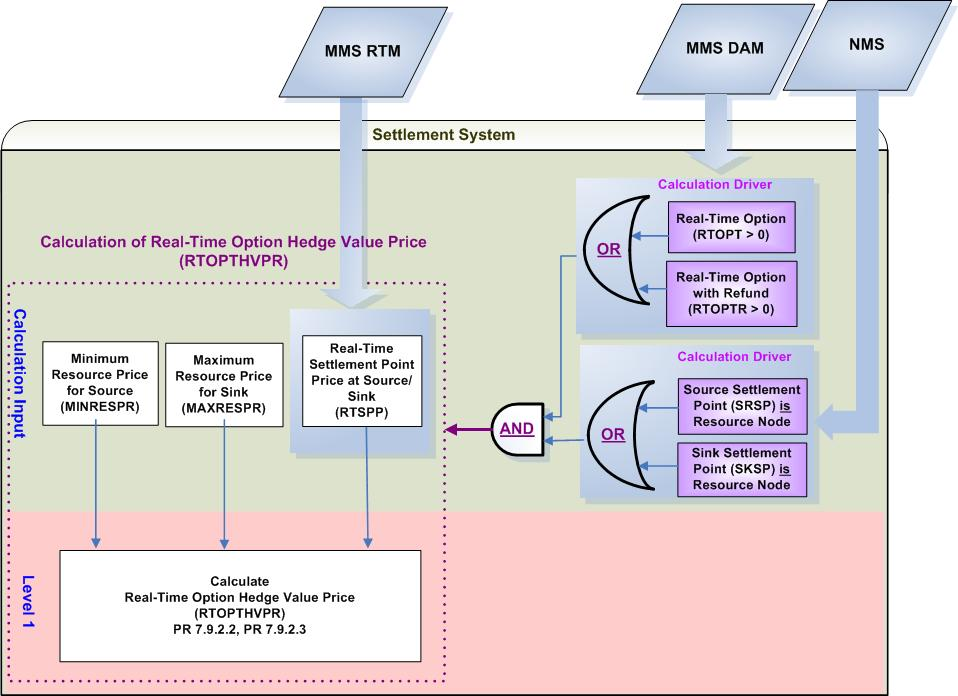 MMS RTM
MMS DAM
NMS
Settlement System
Calculation Driver
Real-Time Option
(RTOPT > 0)
OR
Real-Time Option
with Refund
(RTOPTR > 0)
Calculation of Real-Time Option Hedge Value Price
(RTOPTHVPR)
Calculation Input
Minimum
Resource Price
for Source
(MINRESPR)
Maximum
Resource Price
for Sink
(MAXRESPR)
Real-Time
Settlement Point
Price at Source/
Sink
(RTSPP)
AND
Calculation Driver
Source Settlement
Point (SRSP) is
Resource Node
OR
Sink Settlement
Point (SKSP) is
Resource Node
Level 1
Calculate
Real-Time Option Hedge Value Price
(RTOPTHVPR)
PR 7.9.2.2, PR 7.9.2.3